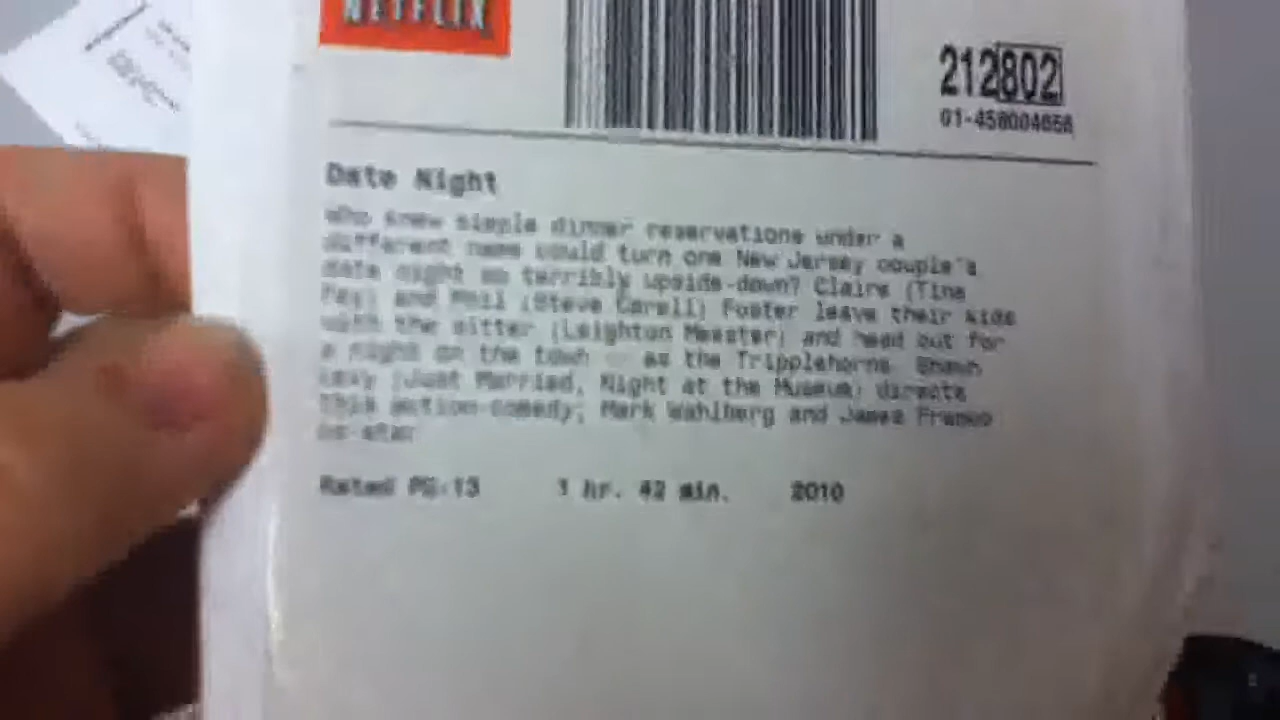 NETFLIX
212802
01-458004656
Date Night
Who knew simple dinner reservations under a
different name could turn one New Jersey couple's
date night so terribly upside-down? Claire (Tina
Fey) and Phil (Steve Carell) Foster leave their kids
with the sitter (Leighton Meester) and head out for
a night on the town -- as the Tripplehorns. Shawn
Levy (Just Married, Night at the Museum) directs
this action-comedy; Mark Wahlberg and James Franco
co-star
Rated PG-13 1 hr. 42 min. 2010